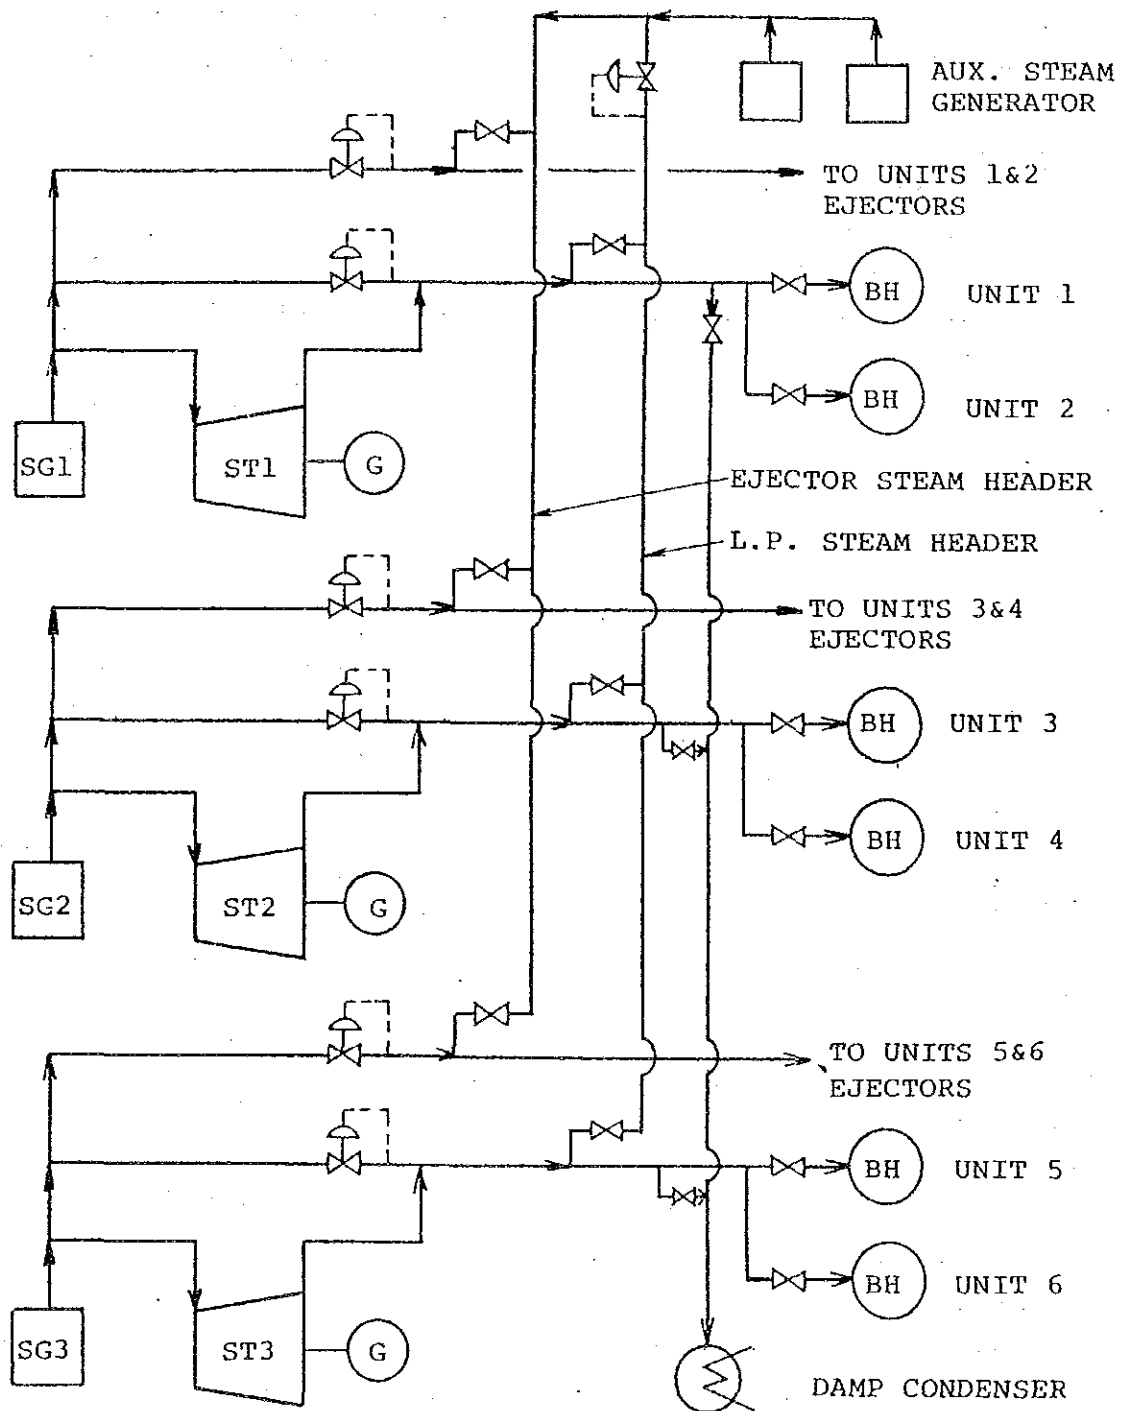 AUX. STEAM
GENERATOR
TO UNITS 1&2
EJECTORS
BH
UNIT 1
BH
UNIT 2
SG1
ST1
G
EJECTOR STEAM HEADER
L.P. STEAM HEADER
TO UNITS 3&4
EJECTORS
BH
UNIT 3
BH
UNIT 4
SG2
ST2
G
TO UNITS 5&6
EJECTORS
BH
UNIT 5
BH
UNIT 6
SG3
ST3
G
DAMP CONDENSER